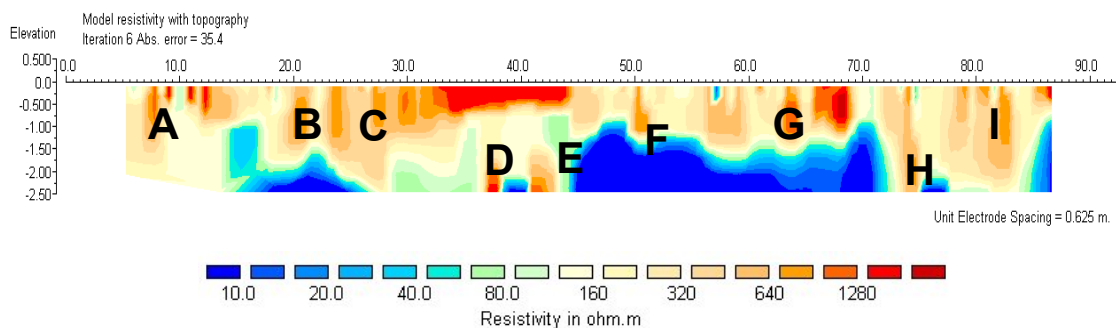 Model resistivity with topography
Elevation
Iteration 6 Abs. error = 35.4
0.500
0.0 10.0 20.0 30.0 40.0 50.0 60.0 70.0 80.0 90.0
0.0
-0.500
-1.00
-1.50
-2.00
-2.50
A B C D E F G H I
Unit Electrode Spacing = 0.625 m.
10.0 20.0 40.0 80.0 160 320 640 1280
Resistivity in ohm.m